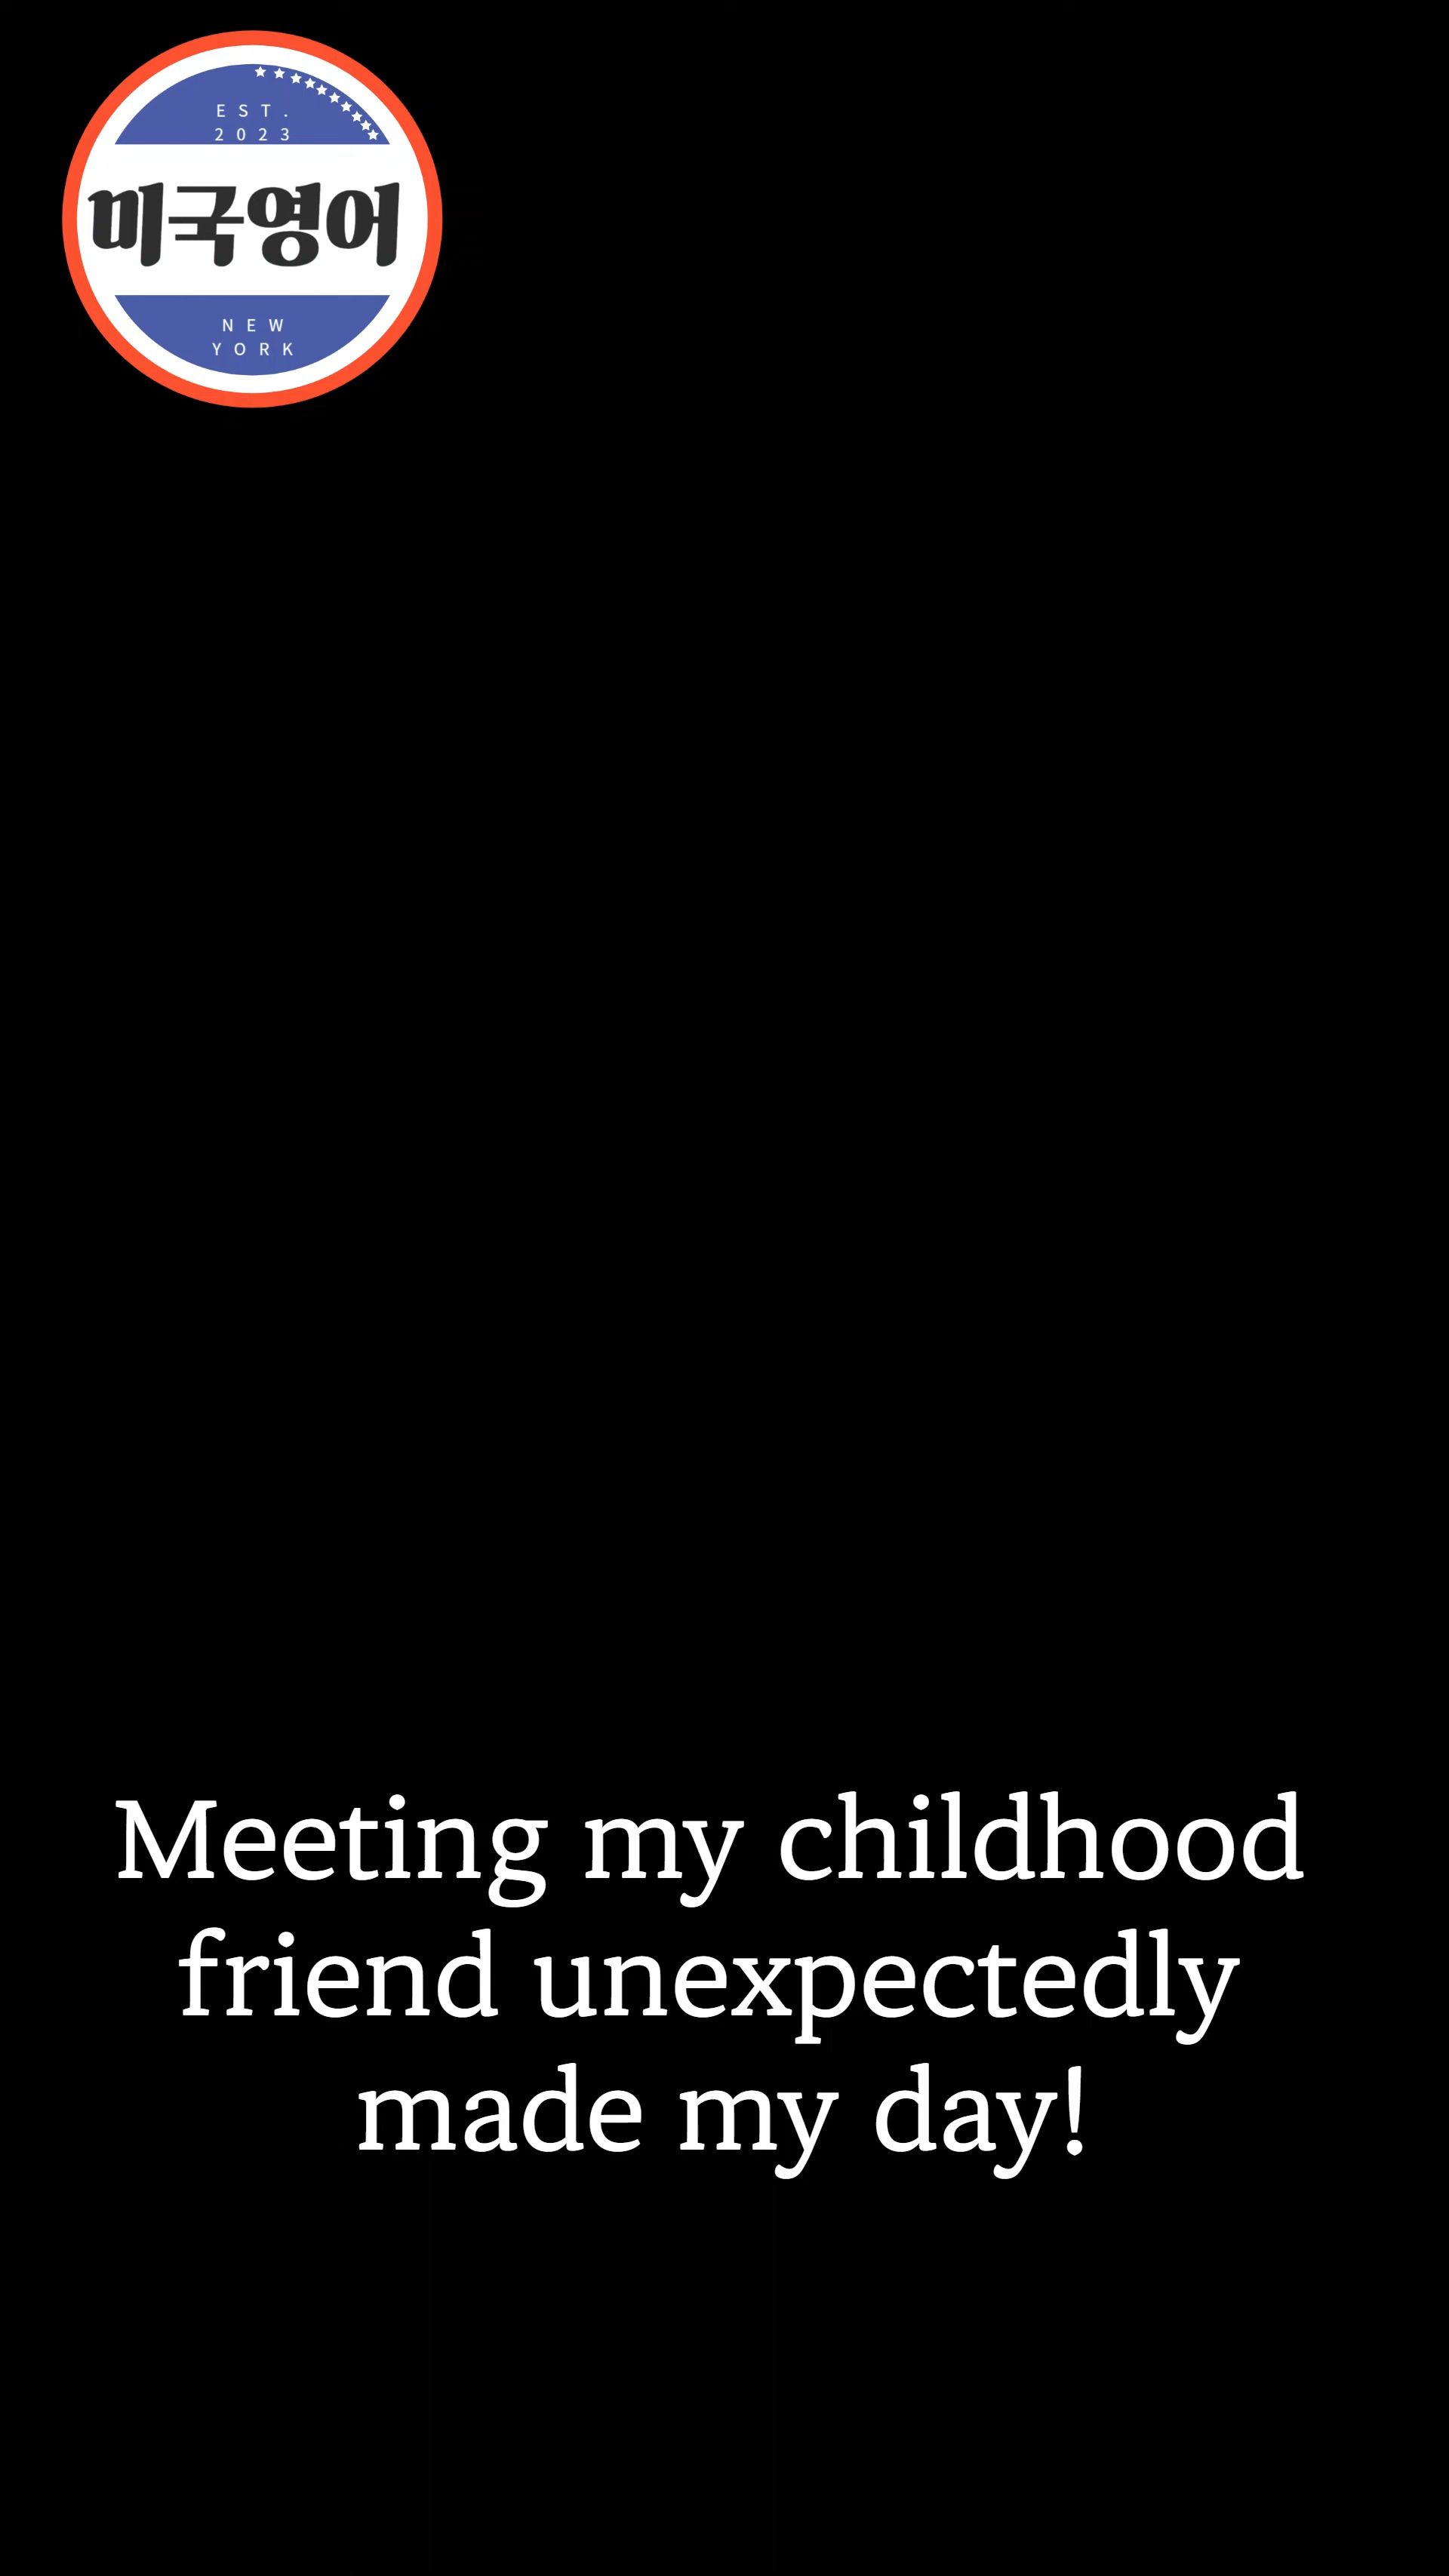 EST.
2023
미국영어
NEW
YORK
Meeting my childhood
friend unexpectedly
made my day!